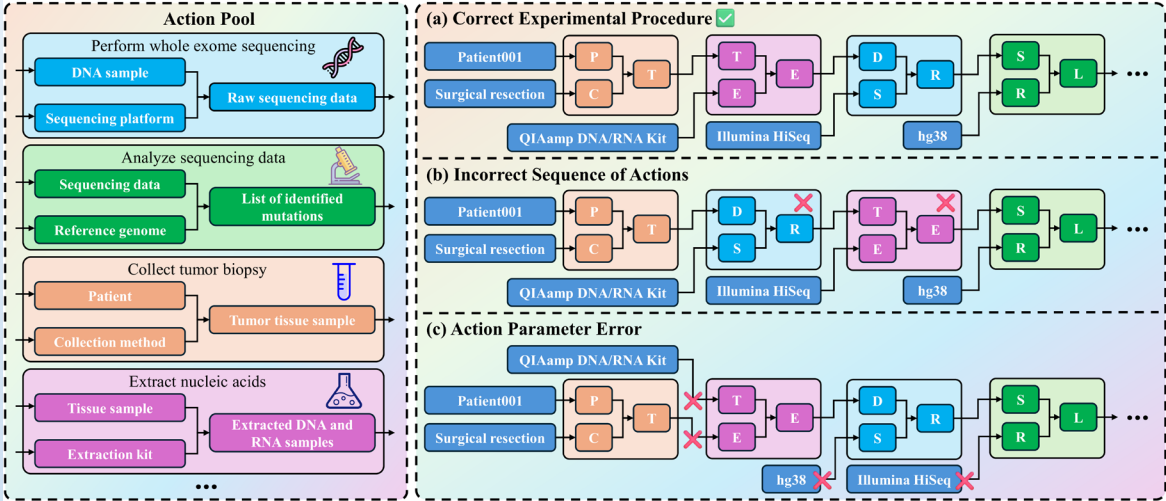 Action Pool
Perform whole exome sequencing
DNA sample
Sequencing platform
Raw sequencing data
Analyze sequencing data
Sequencing data
Reference genome
List of identified
mutations
Collect tumor biopsy
Patient
Collection method
Tumor tissue sample
Extract nucleic acids
Tissue sample
Extraction kit
Extracted DNA and
RNA samples
...
(a) Correct Experimental Procedure
Patient001
Surgical resection
P
C
T
QIAamp DNA/RNA Kit
T
E
E
Illumina HiSeq
D
S
R
hg38
S
R
L
...
(b) Incorrect Sequence of Actions
Patient001
Surgical resection
P
C
T
QIAamp DNA/RNA Kit
D
S
R
Illumina HiSeq
T
E
E
hg38
S
R
L
...
(c) Action Parameter Error
QIAamp DNA/RNA Kit
Patient001
Surgical resection
P
C
T
T
E
E
hg38
D
S
R
Illumina HiSeq
S
R
L
...